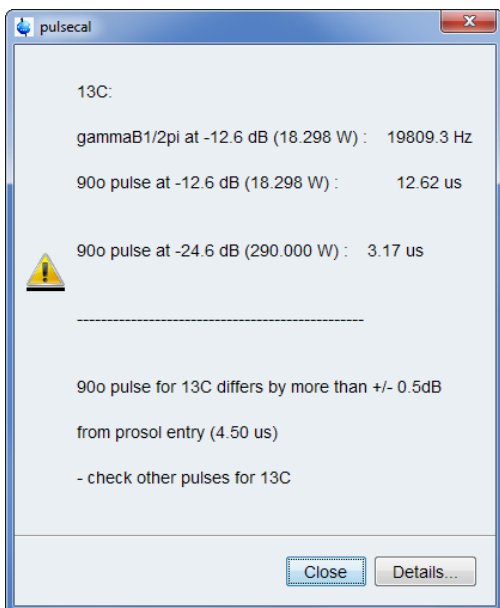 pulsecal
13C:
gammaB1/2pi at -12.6 dB (18.298 W) : 19809.3 Hz
90o pulse at -12.6 dB (18.298 W) : 12.62 us
90o pulse at -24.6 dB (290.000 W) : 3.17 us
------------------------------------------------
90o pulse for 13C differs by more than +/- 0.5dB
from prosol entry (4.50 us)
- check other pulses for 13C
Close Details...